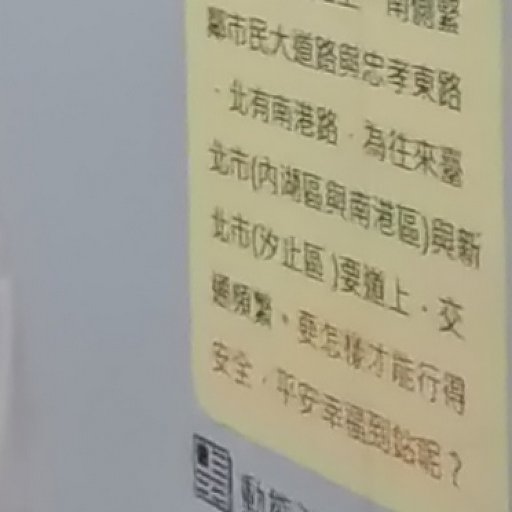 南側緊
鄰市民大道路與忠孝東路
，北有南港路，為往來臺
北市(內湖區與南港區)與新
北市(汐止區)要道上，交
通頻繁。要怎樣才能行得
安全，平安幸福到站呢？